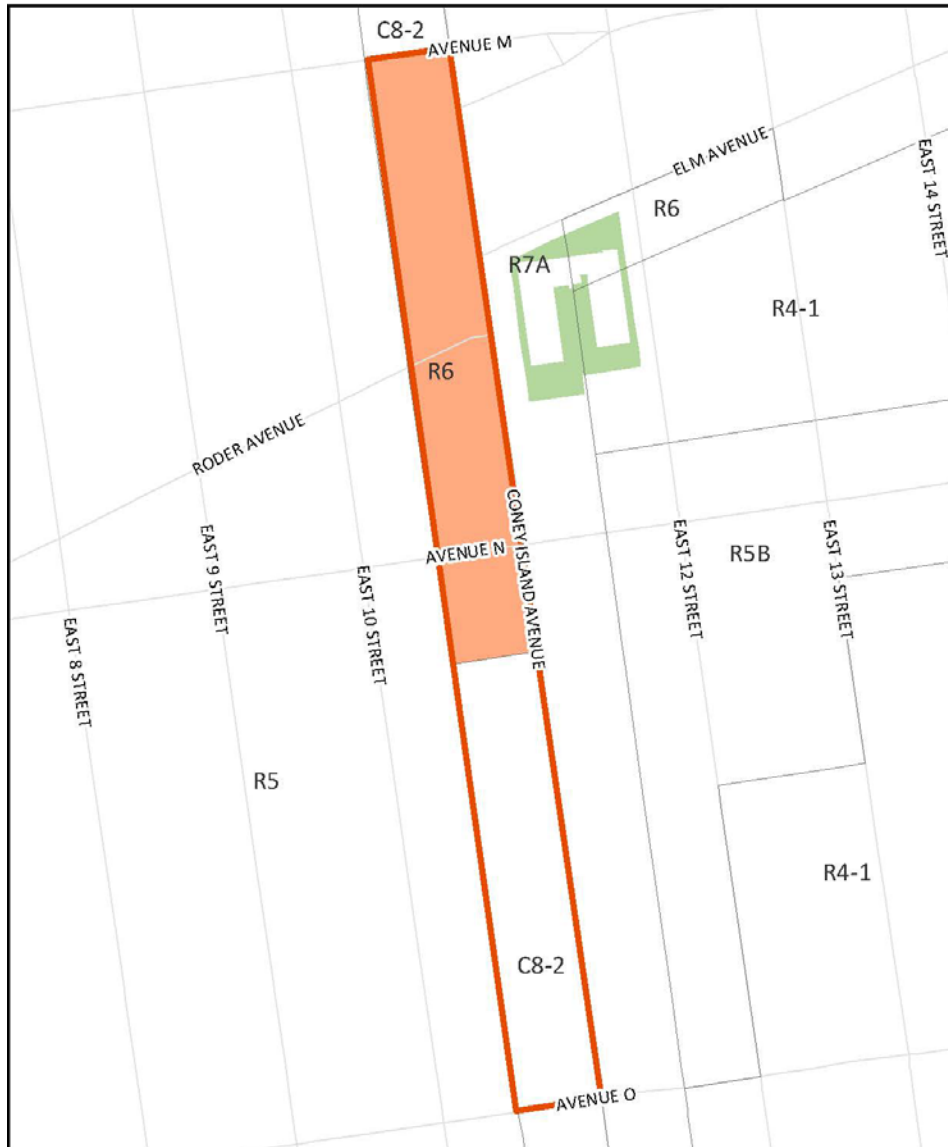 C8-2
AVENUE M
ELM AVENUE
EAST 14 STREET
R6
R7A
R4-1
R6
RODER AVENUE
CONEY ISLAND AVENUE
AVENUE N
EAST 9 STREET
EAST 10 STREET
EAST 12 STREET
R5B
EAST 13 STREET
EAST 8 STREET
R5
R4-1
C8-2
AVENUE O